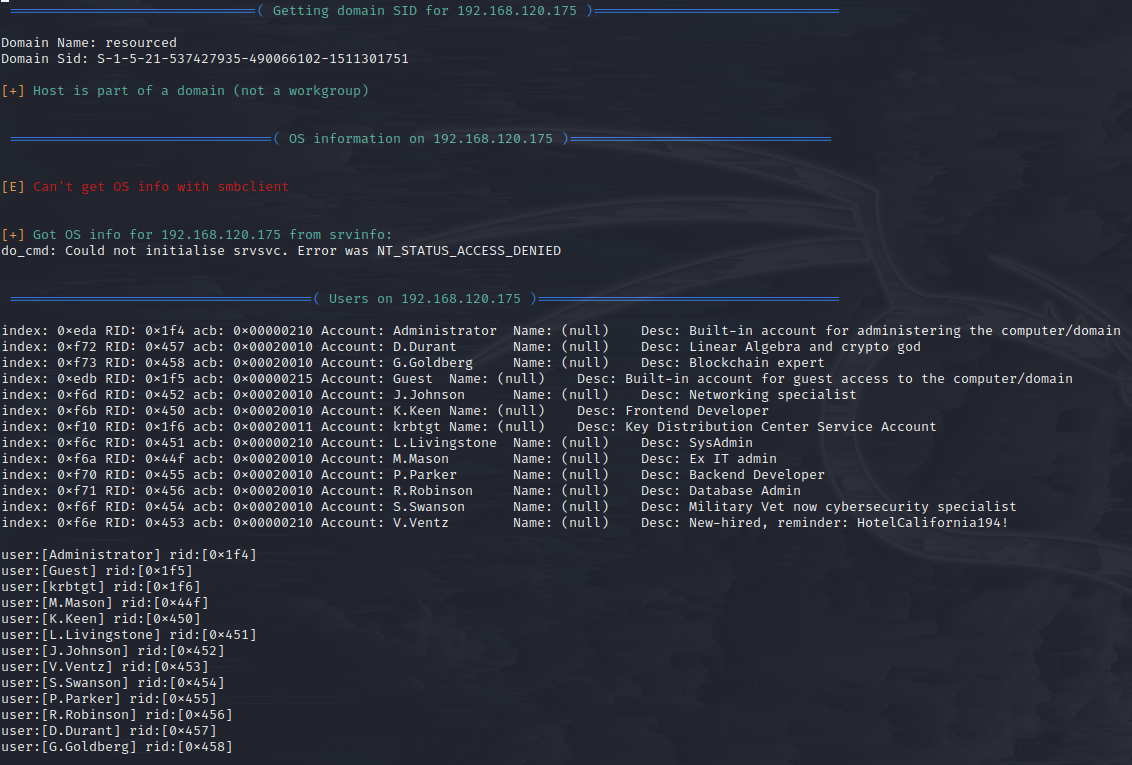 ( Getting domain SID for 192.168.120.175 )
Domain Name: resourced
Domain Sid: S-1-5-21-537427935-490066102-1511301751
[+] Host is part of a domain (not a workgroup)
( OS information on 192.168.120.175 )
[E] Can't get OS info with smbclient
[+] Got OS info for 192.168.120.175 from srvinfo:
do_cmd: Could not initialise srvsvc. Error was NT_STATUS_ACCESS_DENIED
( Users on 192.168.120.175 )
index: 0×eda RID: 0×1f4 acb: 0×00000210 Account: Administrator  Name: (null)    Desc: Built-in account for administering the computer/domain
index: 0×f72 RID: 0×457 acb: 0×00020010 Account: D.Durant       Name: (null)    Desc: Linear Algebra and crypto god
index: 0×f73 RID: 0×458 acb: 0×00020010 Account: G.Goldberg     Name: (null)    Desc: Blockchain expert
index: 0×edb RID: 0×1f5 acb: 0×00000215 Account: Guest  Name: (null)    Desc: Built-in account for guest access to the computer/domain
index: 0×f6d RID: 0×452 acb: 0×00020010 Account: J.Johnson      Name: (null)    Desc: Networking specialist
index: 0×f6b RID: 0×450 acb: 0×00020010 Account: K.Keen Name: (null)    Desc: Frontend Developer
index: 0×f10 RID: 0×1f6 acb: 0×00020011 Account: krbtgt Name: (null)    Desc: Key Distribution Center Service Account
index: 0×f6c RID: 0×451 acb: 0×00000210 Account: L.Livingstone  Name: (null)    Desc: SysAdmin
index: 0×f6a RID: 0×44f acb: 0×00020010 Account: M.Mason        Name: (null)    Desc: Ex IT admin
index: 0×f70 RID: 0×455 acb: 0×00020010 Account: P.Parker       Name: (null)    Desc: Backend Developer
index: 0×f71 RID: 0×456 acb: 0×00020010 Account: R.Robinson     Name: (null)    Desc: Database Admin
index: 0×f6f RID: 0×454 acb: 0×00020010 Account: S.Swanson      Name: (null)    Desc: Military Vet now cybersecurity specialist
index: 0×f6e RID: 0×453 acb: 0×00000210 Account: V.Ventz        Name: (null)    Desc: New-hired, reminder: HotelCalifornia194!
user:[Administrator] rid:[0×1f4]
user:[Guest] rid:[0×1f5]
user:[krbtgt] rid:[0×1f6]
user:[M.Mason] rid:[0×44f]
user:[K.Keen] rid:[0×450]
user:[L.Livingstone] rid:[0×451]
user:[J.Johnson] rid:[0×452]
user:[V.Ventz] rid:[0×453]
user:[S.Swanson] rid:[0×454]
user:[P.Parker] rid:[0×455]
user:[R.Robinson] rid:[0×456]
user:[D.Durant] rid:[0×457]
user:[G.Goldberg] rid:[0×458]